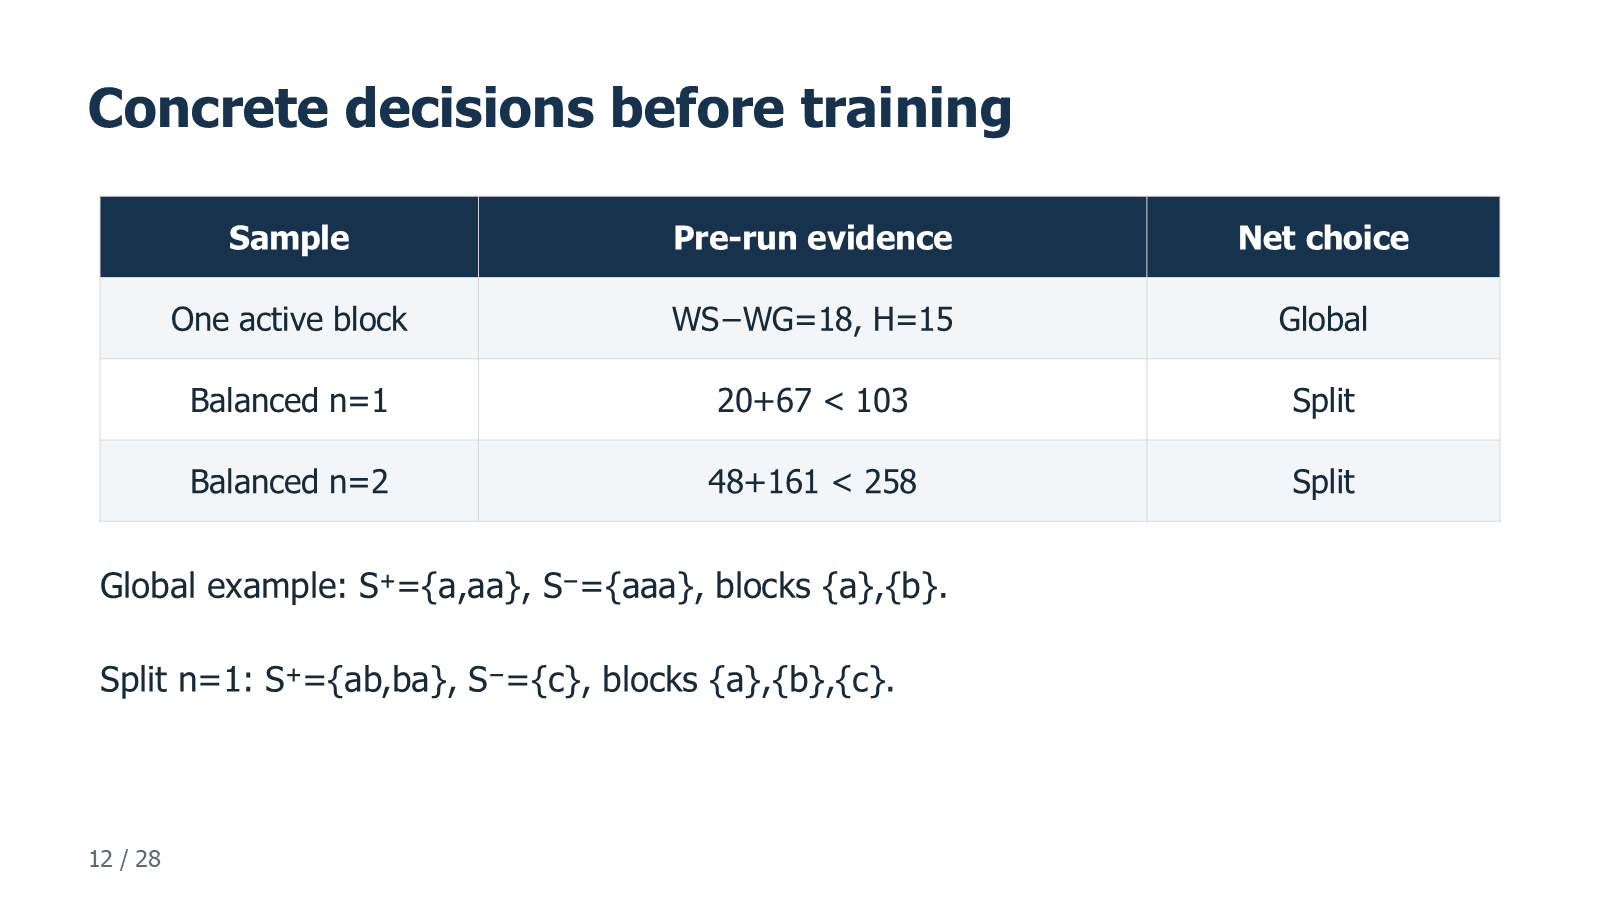 Concrete decisions before training
Sample Pre-run evidence Net choice
One active block WS−WG=18, H=15 Global
Balanced n=1 20+67 < 103 Split
Balanced n=2 48+161 < 258 Split
Global example: S⁺={a,aa}, S⁻={aaa}, blocks {a},{b}.
Split n=1: S⁺={ab,ba}, S⁻={c}, blocks {a},{b},{c}.
12 / 28